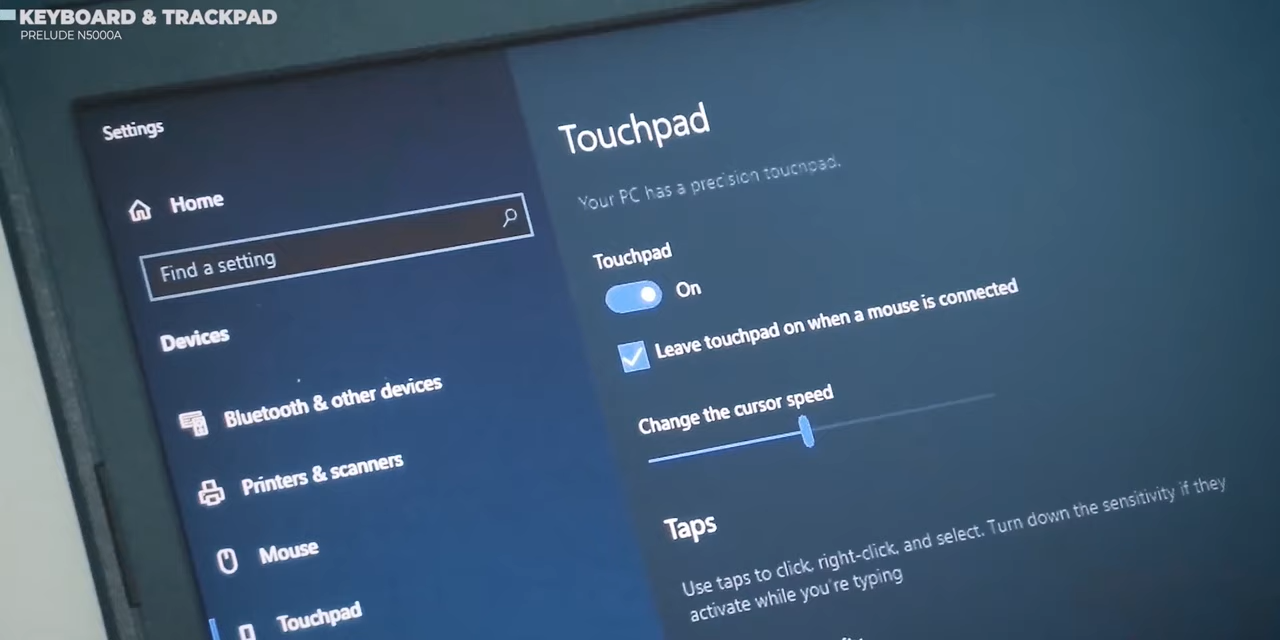 KEYBOARD & TRACKPAD
PRELUDE N5000A
Settings
Home
Find a setting
Devices
Bluetooth & other devices
Printers & scanners
Mouse
Touchpad
Touchpad
Your PC has a precision touchpad.
Touchpad
On
Leave touchpad on when a mouse is connected
Change the cursor speed
Taps
Use taps to click, right-click, and select. Turn down the sensitivity if they
activate while you're typing